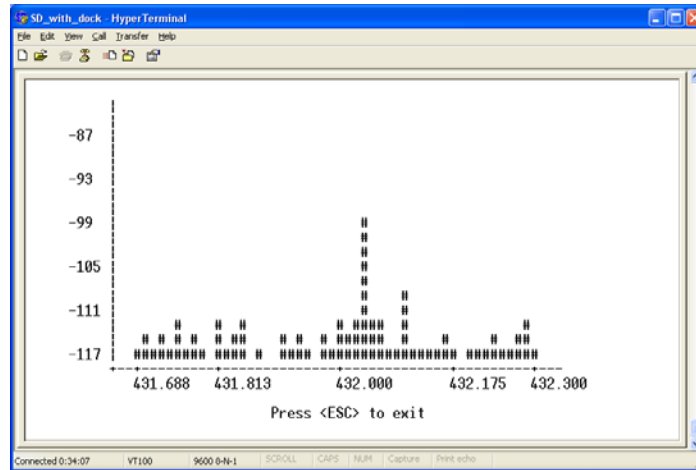 SD_with_dock - HyperTerminal
File Edit View Call Transfer Help
-87
-93
-99
-105
-111
-117
431.688 431.813 432.000 432.175 432.300
Press <ESC> to exit
Connected 0:34:07 VT100 9600 8-N-1 SCROLL CAPS NUM Capture Print echo